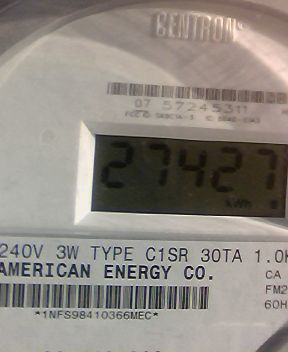 CENTRON®
07 57245311
27427
kWh
240V 3W TYPE C1SR 30TA 1.0K
AMERICAN ENERGY CO.
CA
FM2
60H
*1NFS98410366MEC*